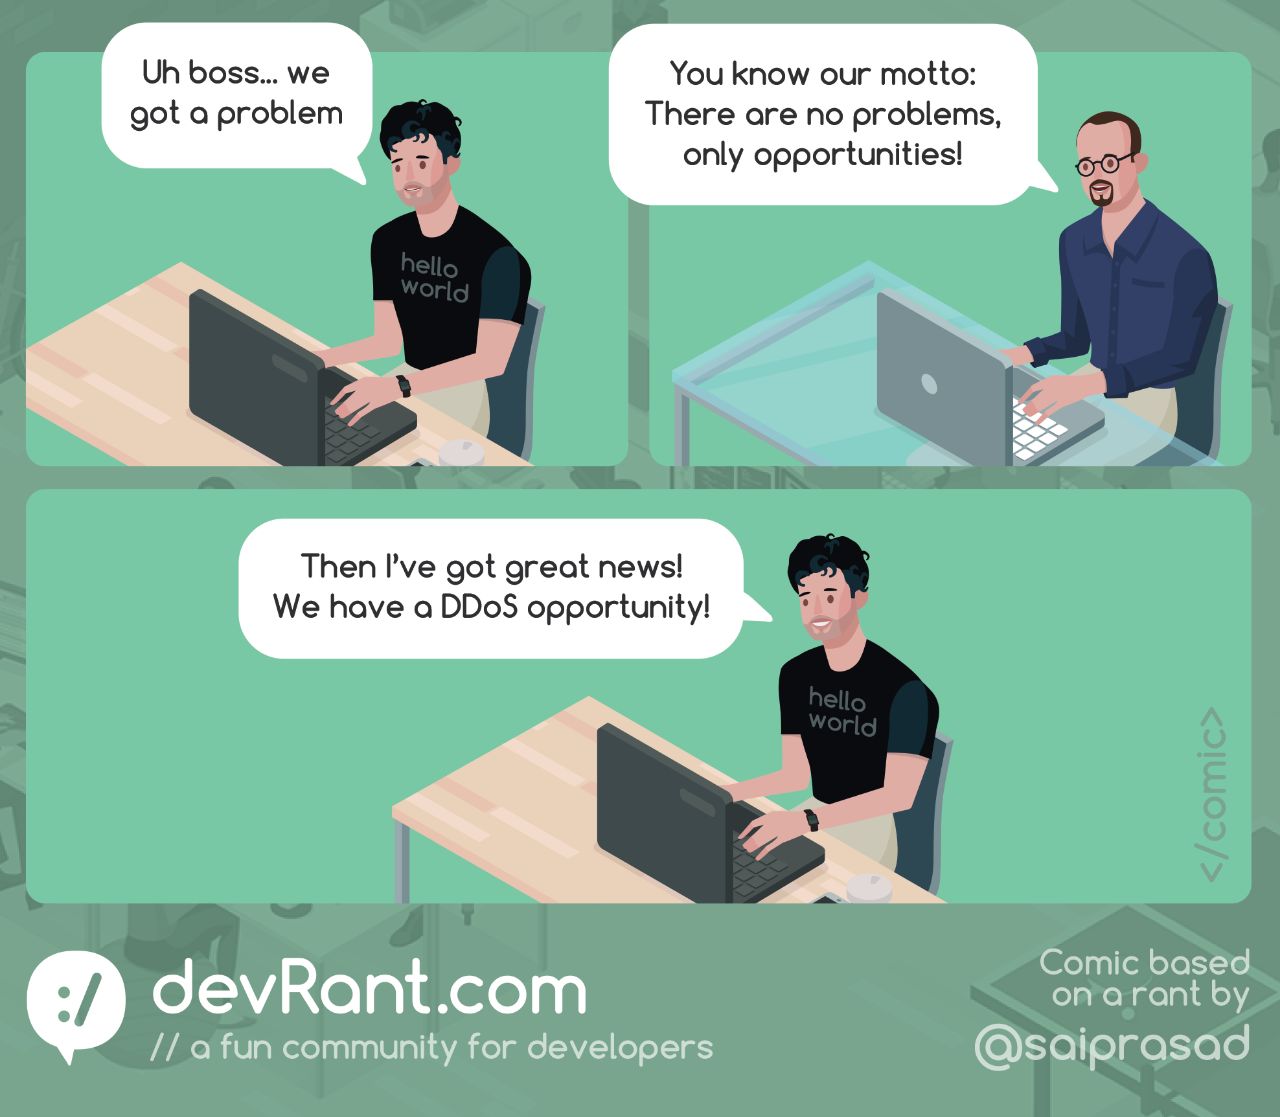 Uh boss... we
got a problem
You know our motto:
There are no problems,
only opportunities!
hello
world
Then I've got great news!
We have a DDoS opportunity!
hello
world
</comic>
:/
devRant.com
// a fun community for developers
Comic based
on a rant by
@saiprasad